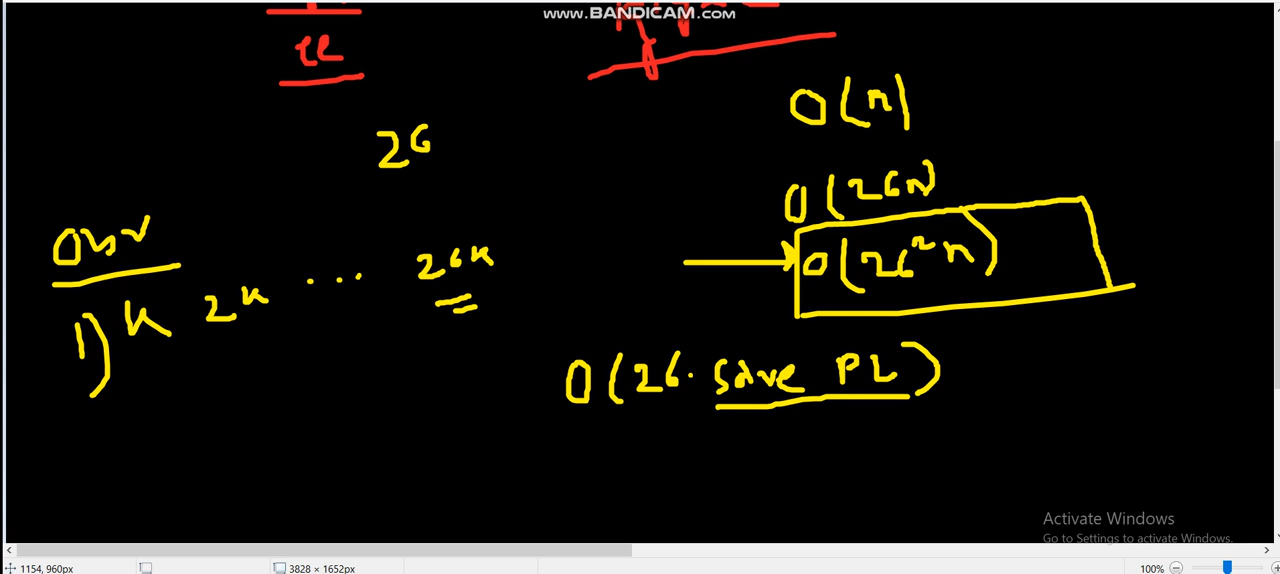 WWW.BANDICAM.COM
26
O(n)
O(26n)
O(26²n)
Obsv
1) K 2K ... 26K
O(26. Solve PL)
Activate Windows
Go to Settings to activate Windows.
1154, 960px
3828 × 1652px
100%